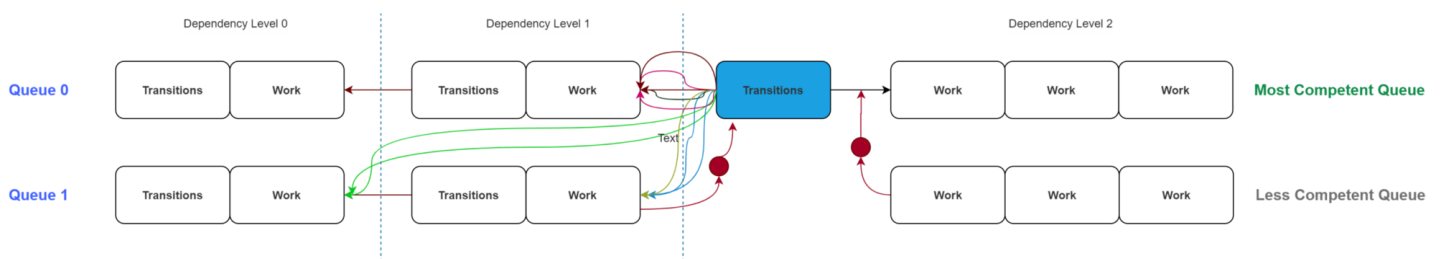 Dependency Level 0
Dependency Level 1
Dependency Level 2
Queue 0
Transitions
Work
Transitions
Work
Transitions
Work
Work
Work
Most Competent Queue
Text
Queue 1
Transitions
Work
Transitions
Work
Work
Work
Work
Less Competent Queue